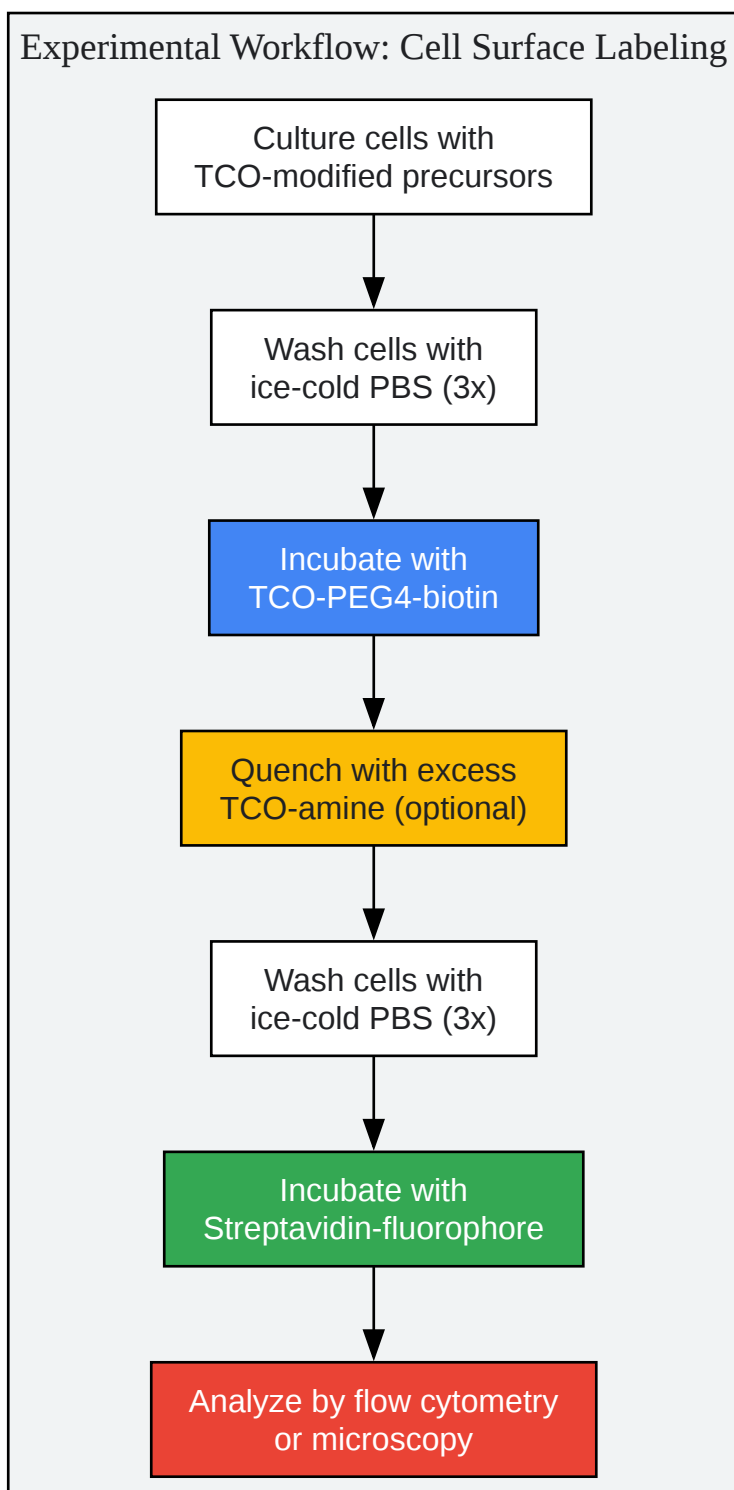 Experimental Workflow: Cell Surface Labeling
Culture cells with
TCO-modified precursors
Wash cells with
ice-cold PBS (3x)
Incubate with
TCO-PEG4-biotin
Quench with excess
TCO-amine (optional)
Wash cells with
ice-cold PBS (3x)
Incubate with
Streptavidin-fluorophore
Analyze by flow cytometry
or microscopy